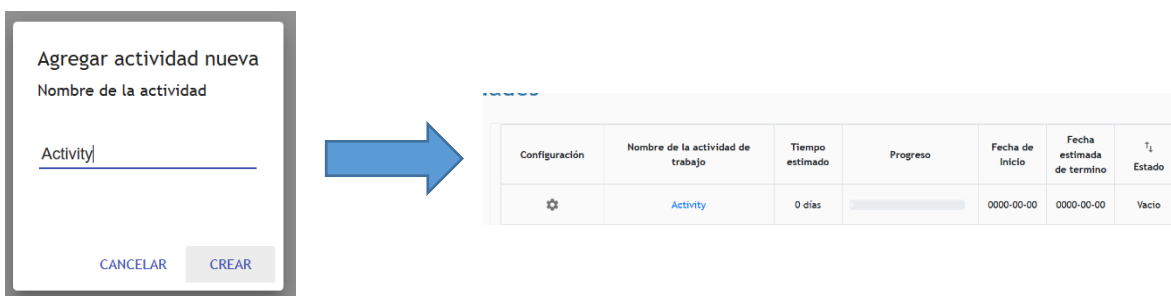 Agregar actividad nueva
Nombre de la actividad
Activity
CANCELAR CREAR
Configuración
Nombre de la actividad de
trabajo
Tiempo
estimado
Progreso
Fecha de
Inicio
Fecha
estimada
de termino
↑↓
Estado
Activity
0 días
0000-00-00
0000-00-00
Vacio